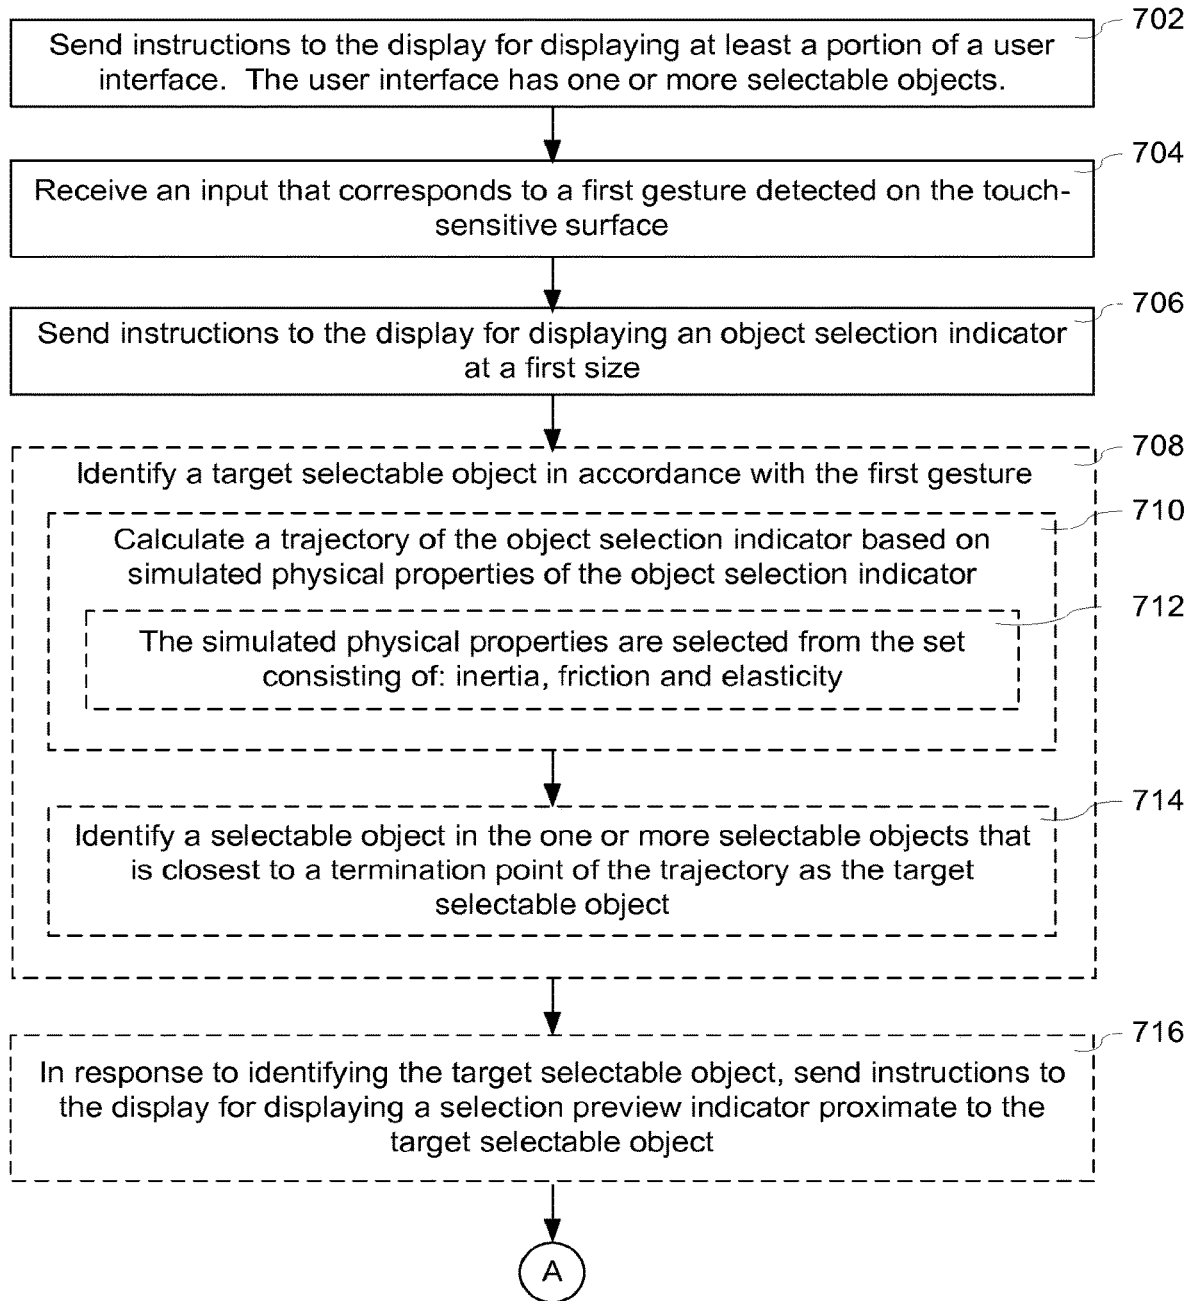 702
Send instructions to the display for displaying at least a portion of a user
interface.  The user interface has one or more selectable objects.
704
Receive an input that corresponds to a first gesture detected on the touch-
sensitive surface
706
Send instructions to the display for displaying an object selection indicator
at a first size
708
Identify a target selectable object in accordance with the first gesture
710
Calculate a trajectory of the object selection indicator based on
simulated physical properties of the object selection indicator
712
The simulated physical properties are selected from the set
consisting of: inertia, friction and elasticity
714
Identify a selectable object in the one or more selectable objects that
is closest to a termination point of the trajectory as the target
selectable object
716
In response to identifying the target selectable object, send instructions to
the display for displaying a selection preview indicator proximate to the
target selectable object
A